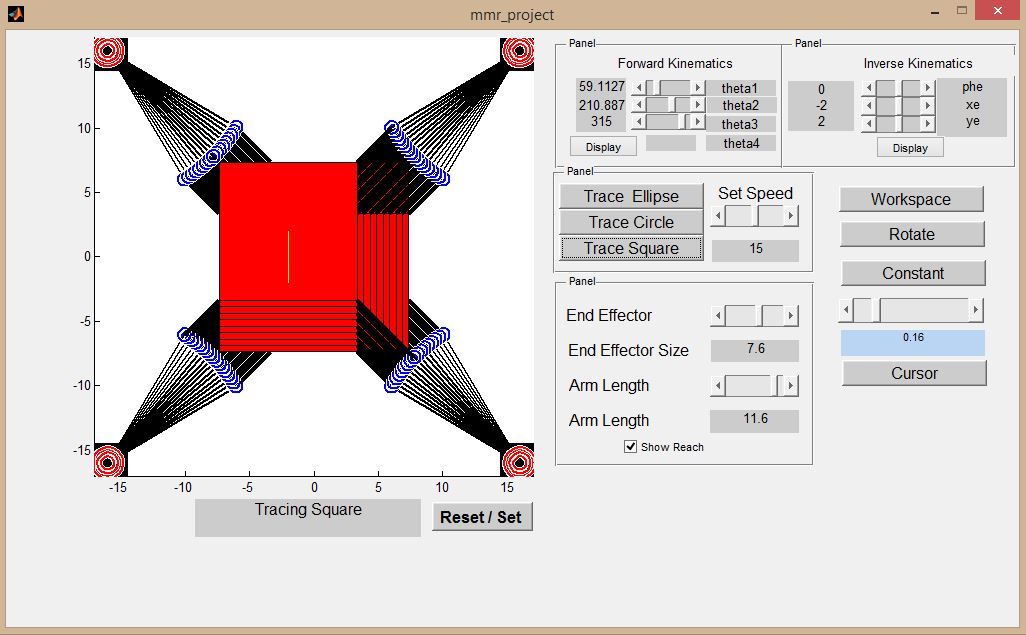 mmr_project
15
10
5
0
-5
-10
-15
-15 -10 -5 0 5 10 15
Tracing Square
Reset / Set
Panel
Forward Kinematics
59.1127 theta1
210.887 theta2
315 theta3
Display theta4
Panel
Inverse Kinematics
0 phe
-2 xe
2 ye
Display
Panel
Trace Ellipse
Trace Circle
Trace Square
Set Speed
15
Panel
End Effector
End Effector Size 7.6
Arm Length
Arm Length 11.6
Show Reach
Workspace
Rotate
Constant
0.16
Cursor